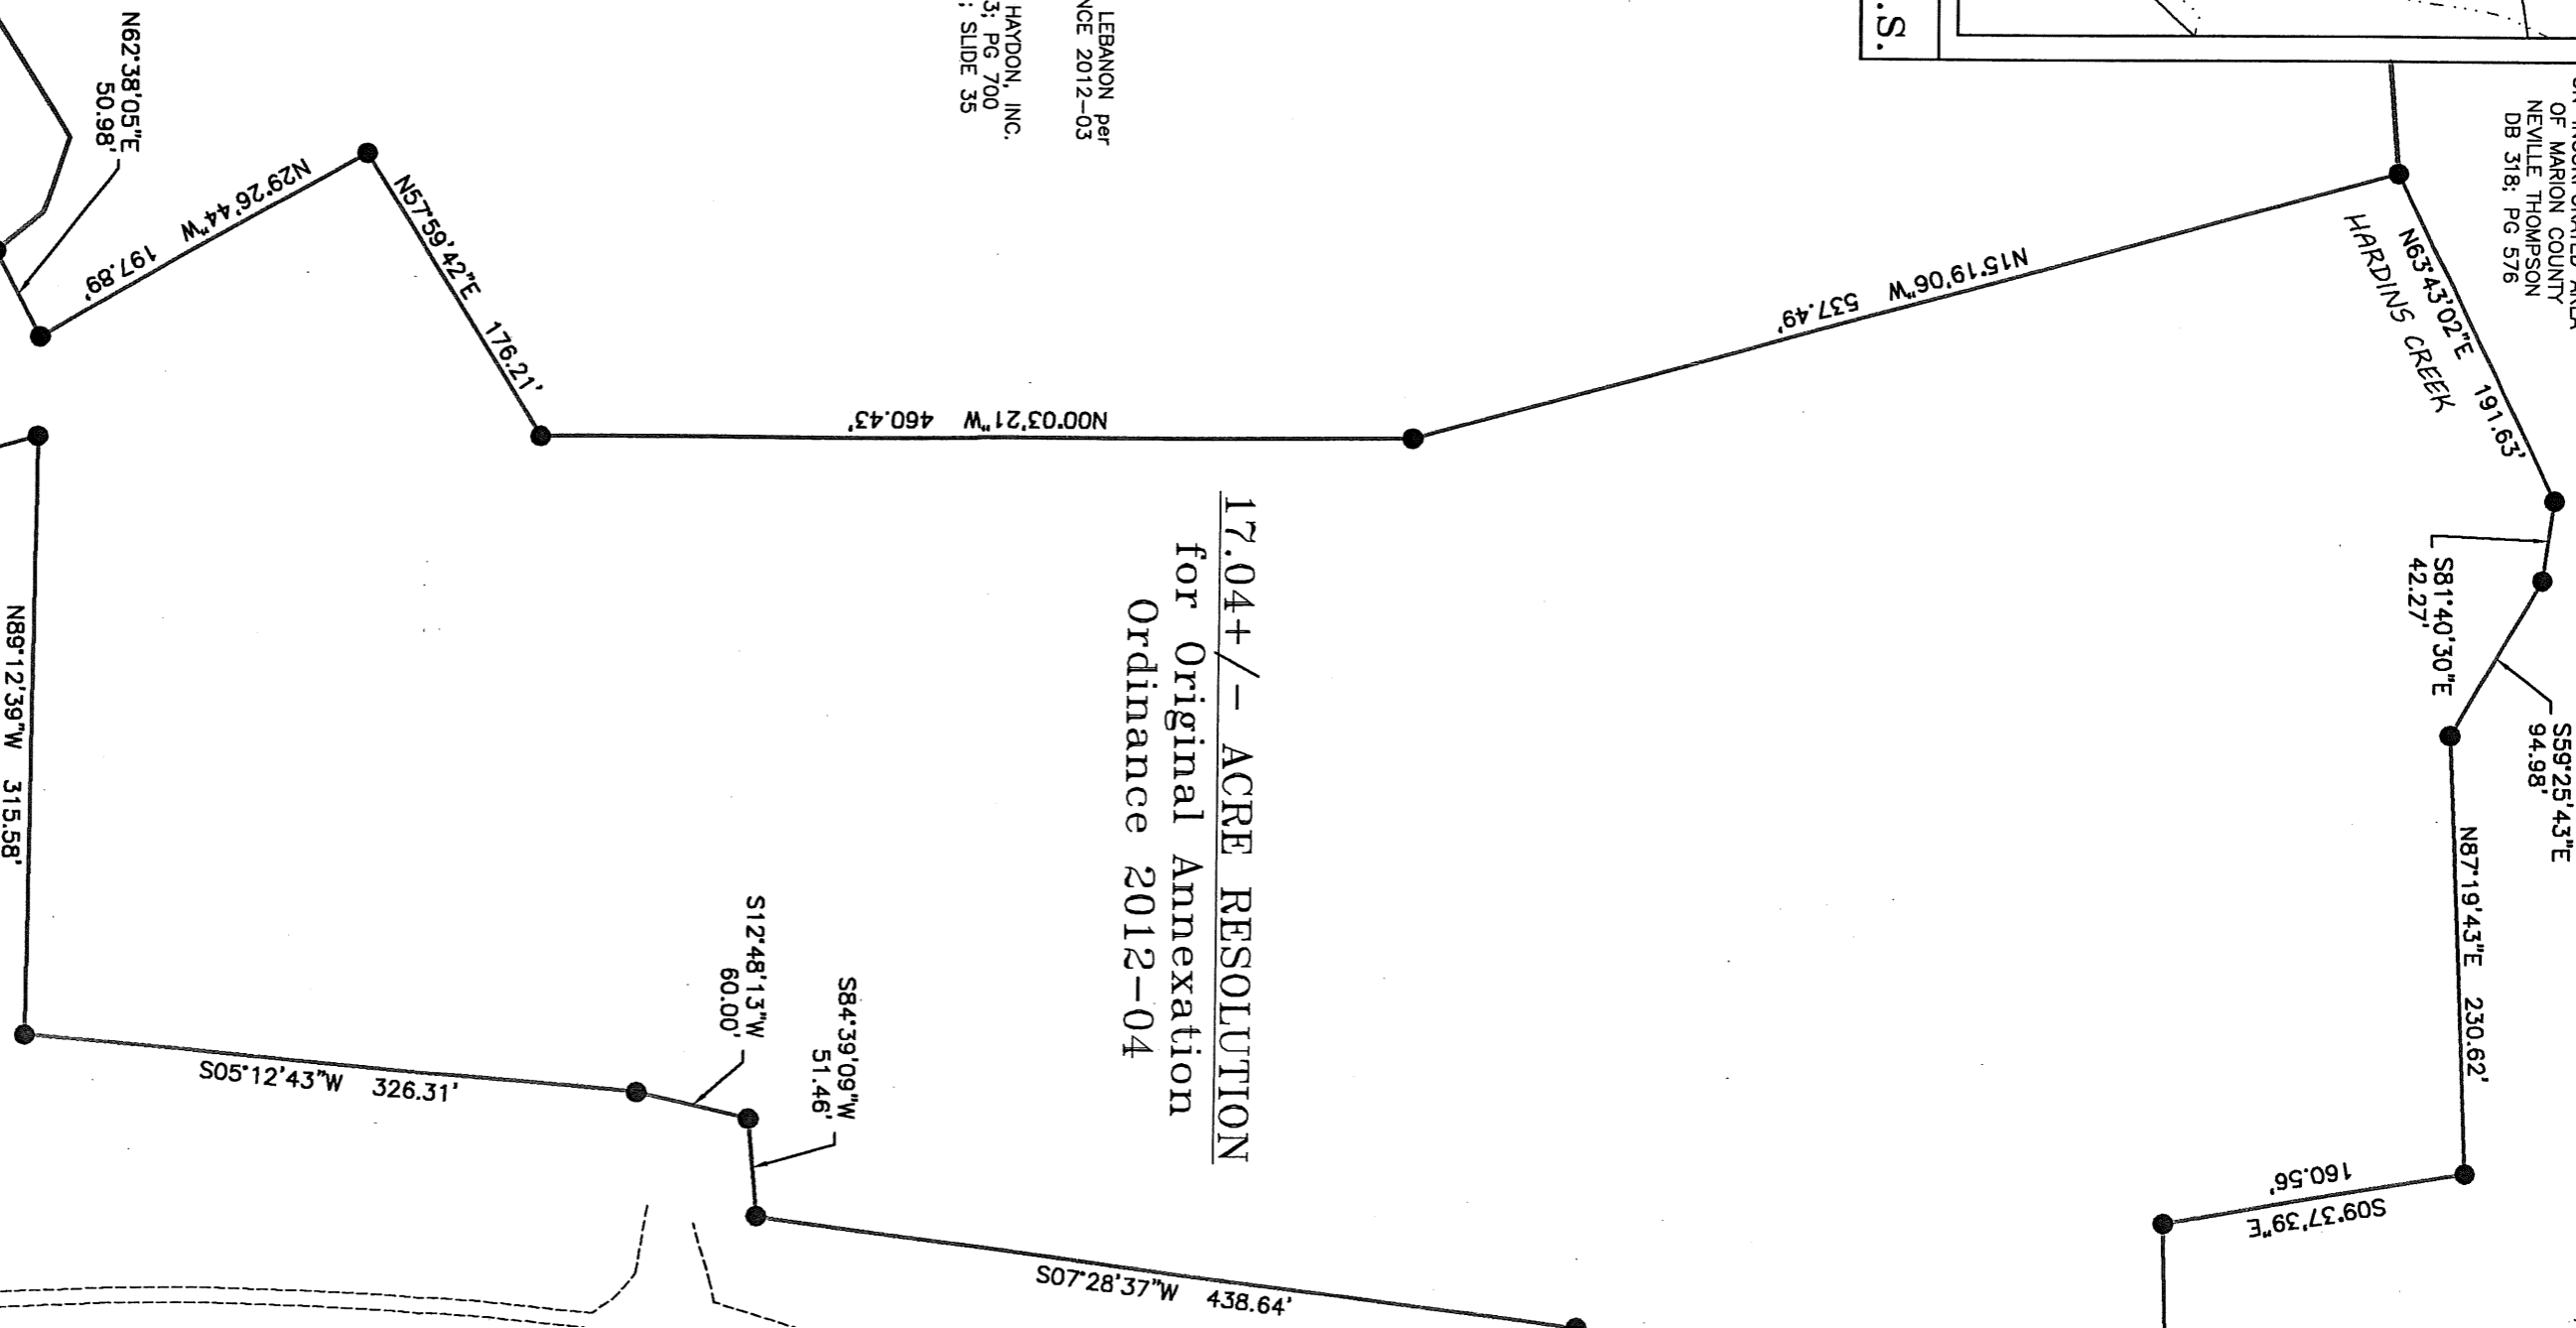 .S.
OF MARION COUNTY
NEVILLE THOMPSON
DB 318; PG 576
N63°43'02"E 191.63'
HARDINS CREEK
S81°40'30"E
42.27'
S59°25'43"E
94.98'
N87°19'43"E 230.62'
S09°37'39"E
160.56'
N15°19'06"W 537.49'
17.04+/- ACRE RESOLUTION
for Original Annexation
Ordinance 2012-04
LEBANON per
NCE 2012-03
HAYDON, INC.
3; PG 700
; SLIDE 35
N00°03'21"W 460.43'
N57°59'42"E 176.21'
N29°26'44"W 197.89'
N62°38'05"E
50.98'
N89°12'39"W 315.58'
S05°12'43"W 326.31'
S12°48'13"W
60.00'
S84°39'09"W
51.46'
S07°28'37"W 438.64'